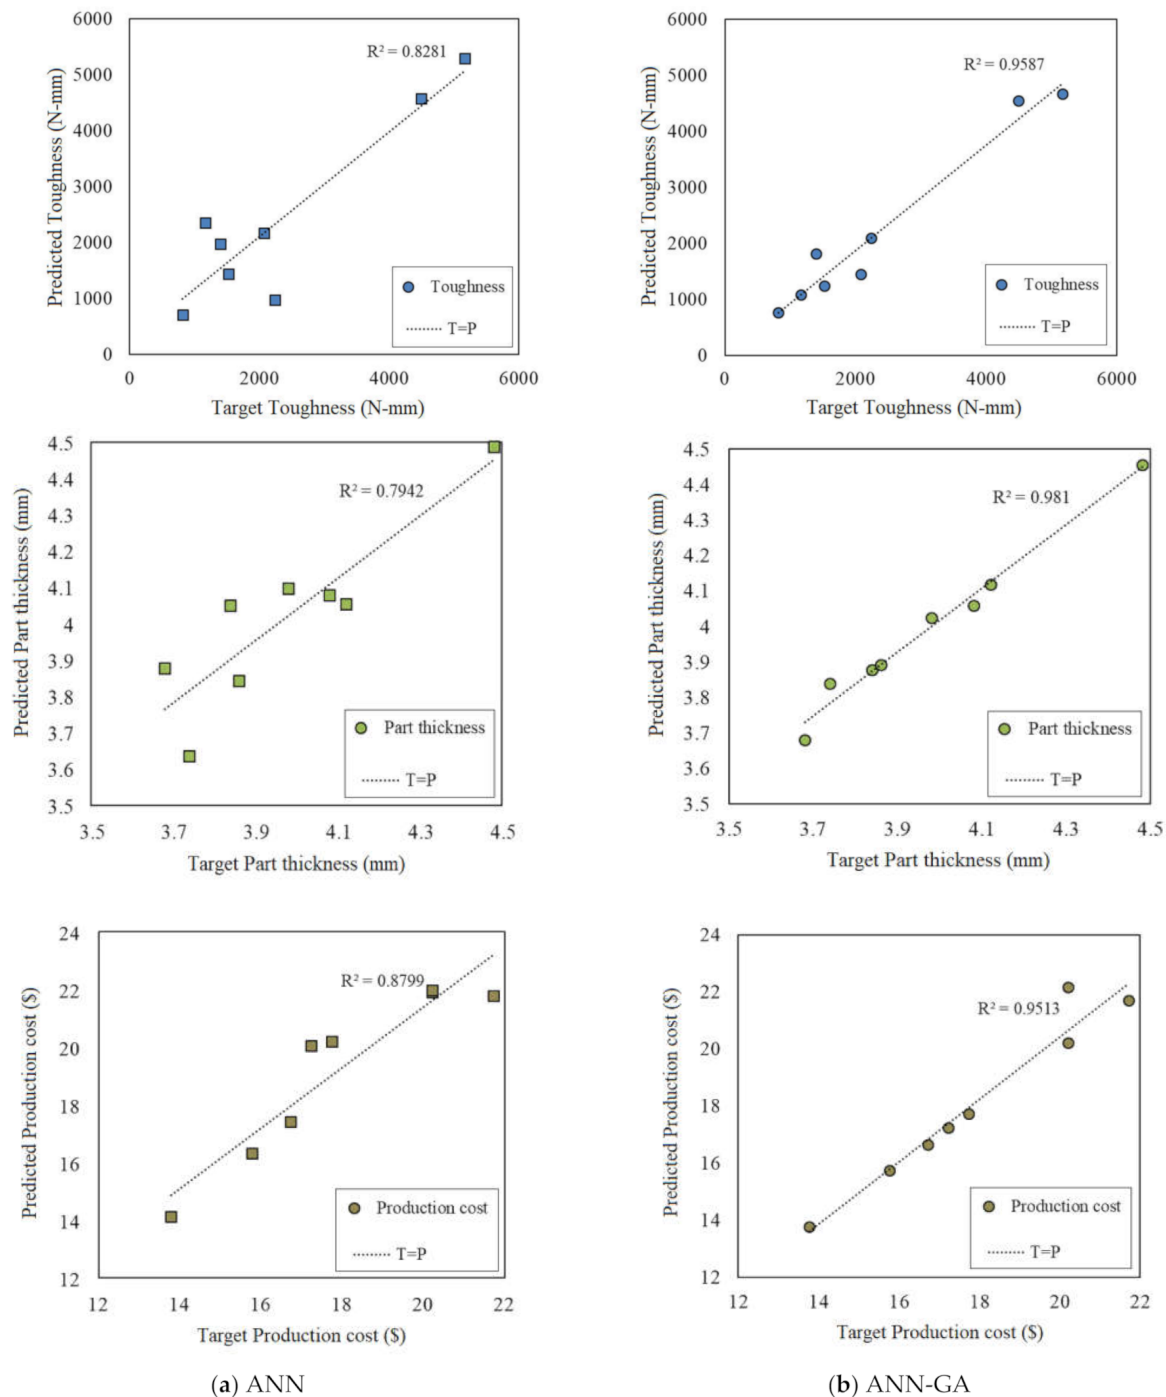 6000
5000
4000
3000
2000
1000
0
Predicted Toughness (N-mm)
R² = 0.8281
Toughness
T=P
0 2000 4000 6000
Target Toughness (N-mm)
6000
5000
4000
3000
2000
1000
0
Predicted Toughness (N-mm)
R² = 0.9587
Toughness
T=P
0 2000 4000 6000
Target Toughness (N-mm)
4.5
4.4
4.3
4.2
4.1
4
3.9
3.8
3.7
3.6
3.5
Predicted Part thickness (mm)
R² = 0.7942
Part thickness
T=P
3.5 3.7 3.9 4.1 4.3 4.5
Target Part thickness (mm)
4.5
4.4
4.3
4.2
4.1
4
3.9
3.8
3.7
3.6
3.5
Predicted Part thickness (mm)
R² = 0.981
Part thickness
T=P
3.5 3.7 3.9 4.1 4.3 4.5
Target Part thickness (mm)
24
22
20
18
16
14
12
Predicted Production cost ($)
R² = 0.8799
Production cost
T=P
12 14 16 18 20 22
Target Production cost ($)
24
22
20
18
16
14
12
Predicted Production cost ($)
R² = 0.9513
Production cost
T=P
12 14 16 18 20 22
Target Production cost ($)
(a) ANN
(b) ANN-GA